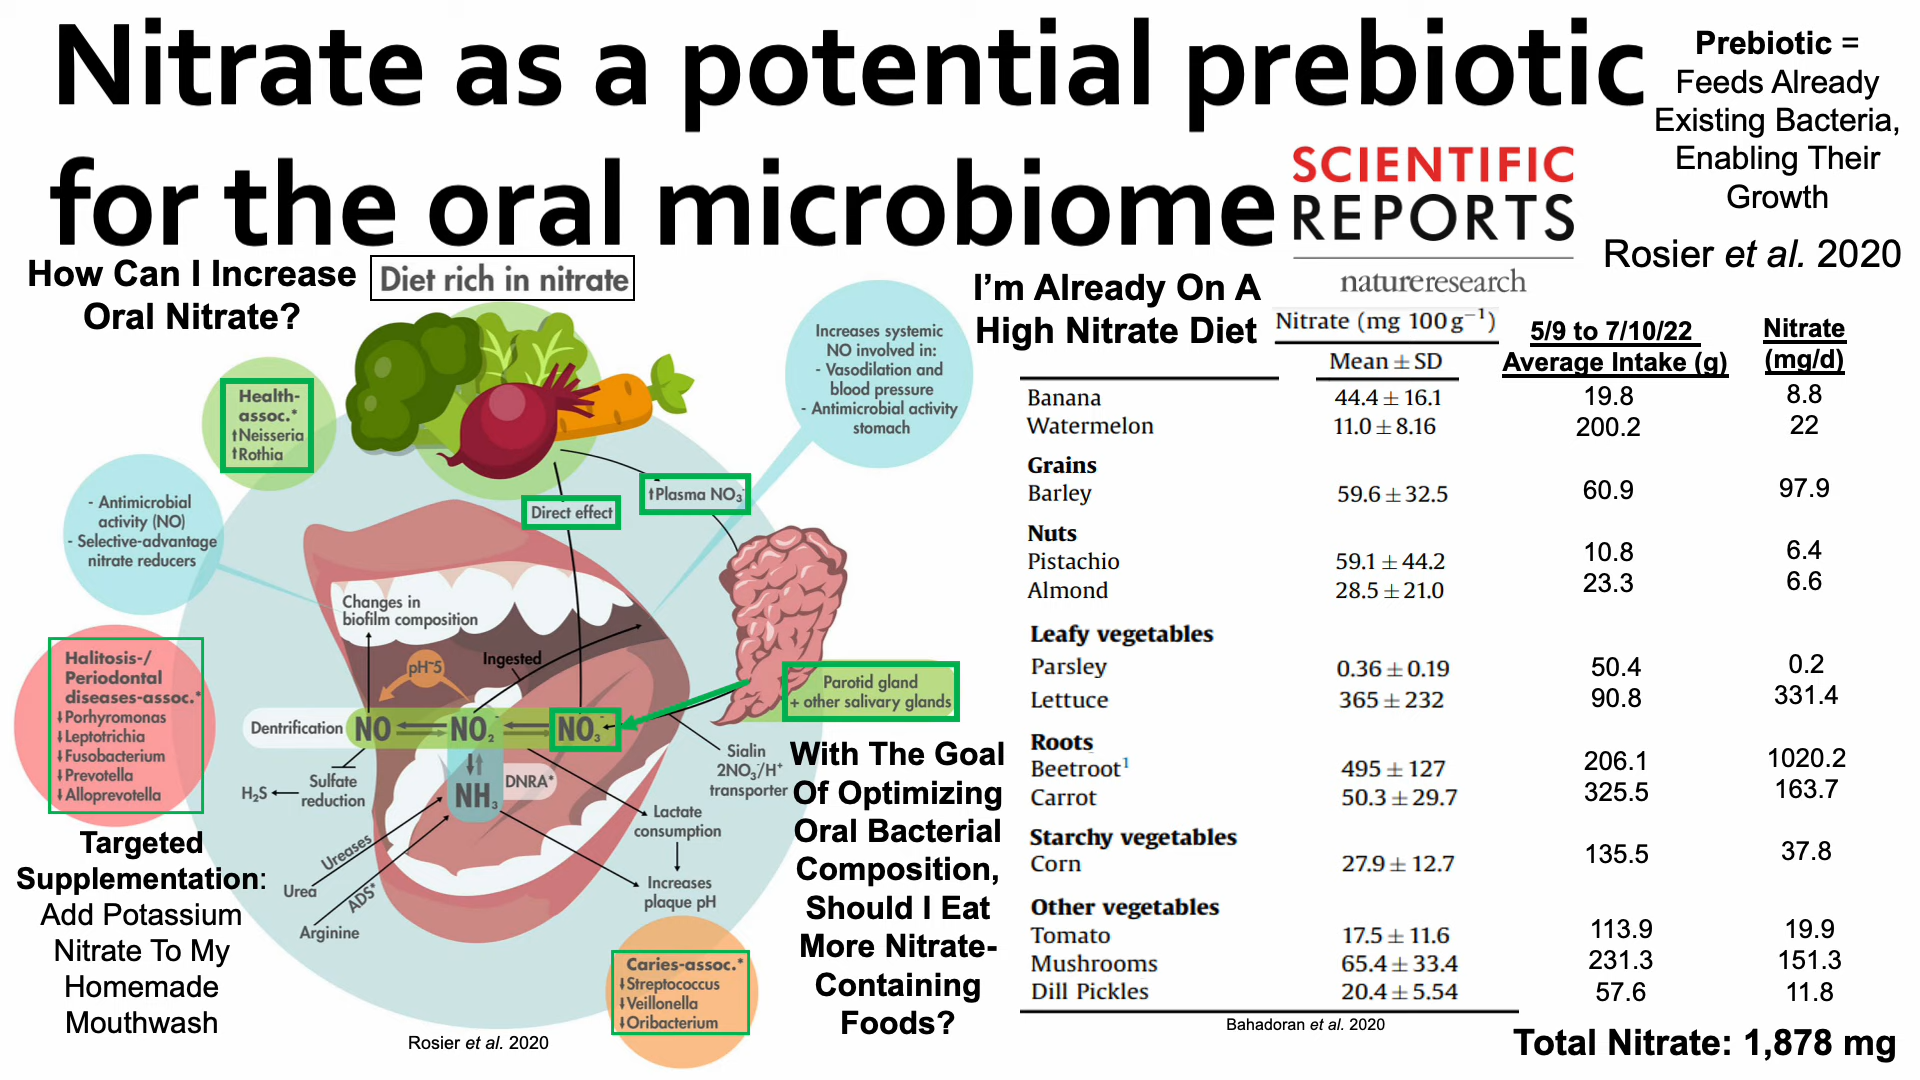 Nitrate as a potential prebiotic
for the oral microbiome
SCIENTIFIC
REPORTS
natureresearch
Prebiotic =
Feeds Already
Existing Bacteria,
Enabling Their
Growth
Rosier et al. 2020
How Can I Increase
Oral Nitrate?
Diet rich in nitrate
Health-
assoc.*
↑Neisseria
↑Rothia
- Antimicrobial
activity (NO)
- Selective-advantage
nitrate reducers
Increases systemic
NO involved in:
- Vasodilation and
blood pressure
- Antimicrobial activity
stomach
Direct effect
↑Plasma NO₃⁻
Changes in
biofilm composition
pH~5
Ingested
Halitosis-/
Periodontal
diseases-assoc.*
↓Porhyromonas
↓Leptotrichia
↓Fusobacterium
↓Prevotella
↓Alloprevotella
Parotid gland
+ other salivary glands
Dentrification NO NO₂⁻ NO₃⁻
Sialin
2NO₃⁻/H⁺
transporter
H₂S
Sulfate
reduction
NH₃
DNRA*
Lactate
consumption
Ureases
Urea
ADS*
Arginine
Increases
plaque pH
Caries-assoc.*
↓Streptococcus
↓Veillonella
↓Oribacterium
Rosier et al. 2020
Targeted
Supplementation:
Add Potassium
Nitrate To My
Homemade
Mouthwash
With The Goal
Of Optimizing
Oral Bacterial
Composition,
Should I Eat
More Nitrate-
Containing
Foods?
I'm Already On A
High Nitrate Diet
Nitrate (mg 100 g⁻¹)
Mean ± SD
5/9 to 7/10/22
Average Intake (g)
Nitrate
(mg/d)
Banana 44.4 ± 16.1 19.8 8.8
Watermelon 11.0 ± 8.16 200.2 22
Grains
Barley 59.6 ± 32.5 60.9 97.9
Nuts
Pistachio 59.1 ± 44.2 10.8 6.4
Almond 28.5 ± 21.0 23.3 6.6
Leafy vegetables
Parsley 0.36 ± 0.19 50.4 0.2
Lettuce 365 ± 232 90.8 331.4
Roots
Beetroot¹ 495 ± 127 206.1 1020.2
Carrot 50.3 ± 29.7 325.5 163.7
Starchy vegetables
Corn 27.9 ± 12.7 135.5 37.8
Other vegetables
Tomato 17.5 ± 11.6 113.9 19.9
Mushrooms 65.4 ± 33.4 231.3 151.3
Dill Pickles 20.4 ± 5.54 57.6 11.8
Bahadoran et al. 2020
Total Nitrate: 1,878 mg